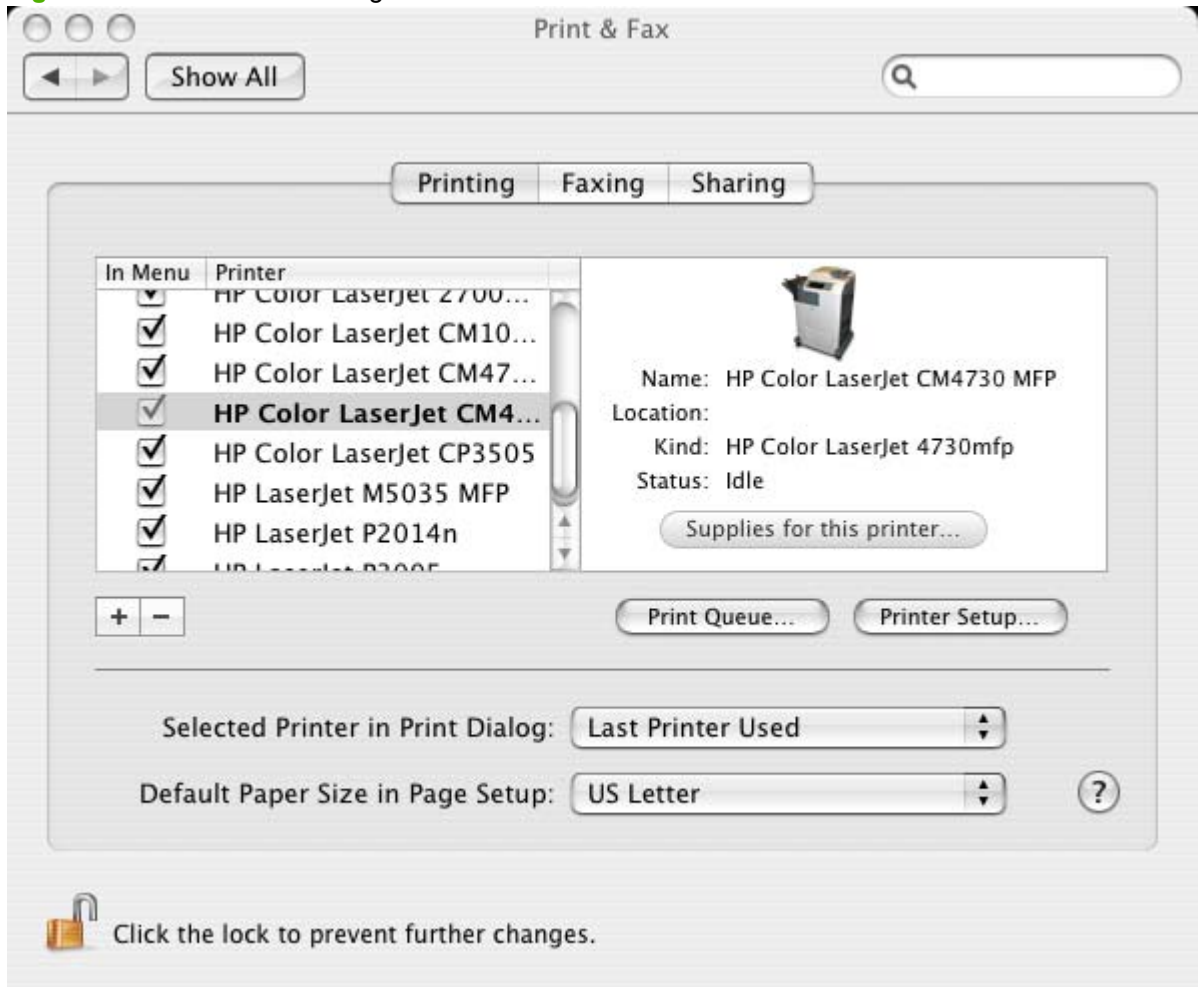 Print & Fax
Show All
Printing Faxing Sharing
In Menu Printer
HP Color LaserJet 2700...
HP Color LaserJet CM10...
HP Color LaserJet CM47...
HP Color LaserJet CM4...
HP Color LaserJet CP3505
HP LaserJet M5035 MFP
HP LaserJet P2014n
Name: HP Color LaserJet CM4730 MFP
Location:
Kind: HP Color LaserJet 4730mfp
Status: Idle
Supplies for this printer...
+ −
Print Queue... Printer Setup...
Selected Printer in Print Dialog: Last Printer Used
Default Paper Size in Page Setup: US Letter
?
Click the lock to prevent further changes.